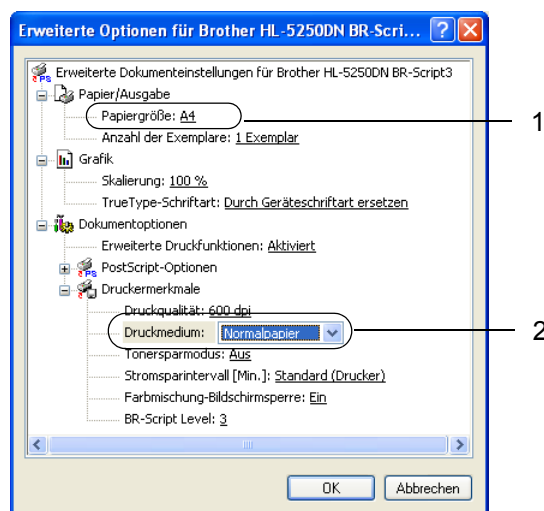 Erweiterte Optionen für Brother HL-5250DN BR-Scri...
Erweiterte Dokumenteinstellungen für Brother HL-5250DN BR-Script3
Papier/Ausgabe
Papiergröße: A4
1
Anzahl der Exemplare: 1 Exemplar
Grafik
Skalierung: 100 %
TrueType-Schriftart: Durch Geräteschriftart ersetzen
Dokumentoptionen
Erweiterte Druckfunktionen: Aktiviert
PostScript-Optionen
Druckermerkmale
Druckqualität: 600 dpi
Druckmedium: Normalpapier
2
Tonersparmodus: Aus
Stromsparintervall [Min.]: Standard (Drucker)
Farbmischung-Bildschirmsperre: Ein
BR-Script Level: 3
OK Abbrechen